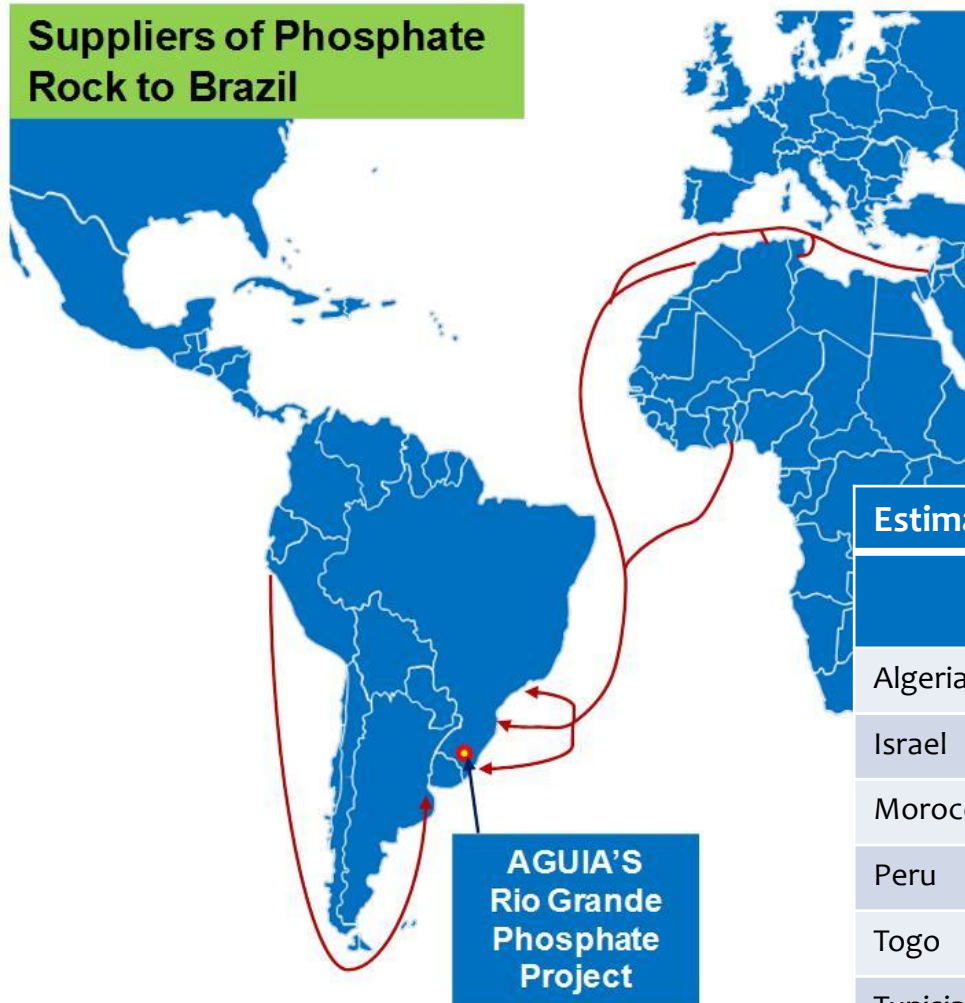 Suppliers of Phosphate
Rock to Brazil
AGUIA'S
Rio Grande
Phosphate
Project
Algeria
Israel
Peru
Togo